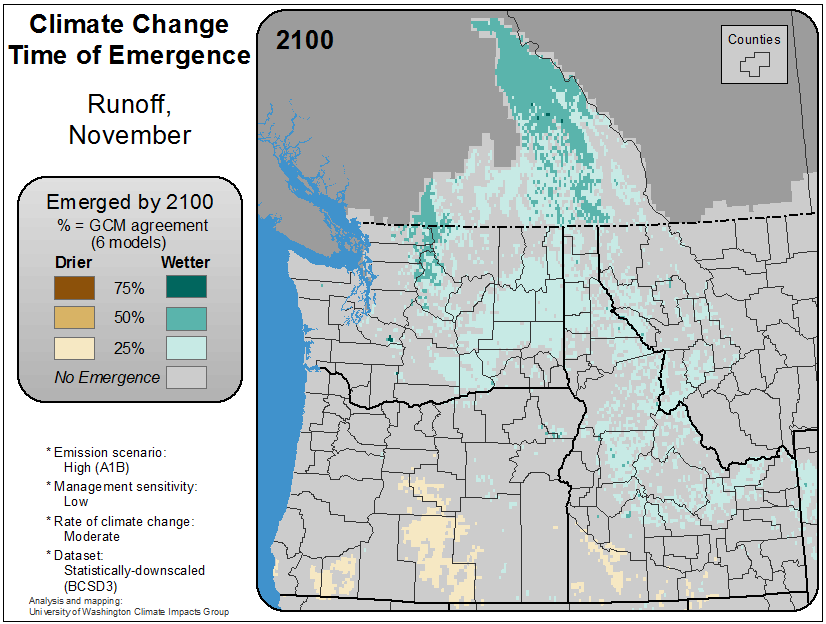 Climate Change
Time of Emergence
Runoff,
November
Emerged by 2100
% = GCM agreement
(6 models)
Drier Wetter
75%
50%
25%
No Emergence
* Emission scenario:
High (A1B)
* Management sensitivity:
Low
* Rate of climate change:
Moderate
* Dataset:
Statistically-downscaled
(BCSD3)
Analysis and mapping:
University of Washington Climate Impacts Group
2100
Counties